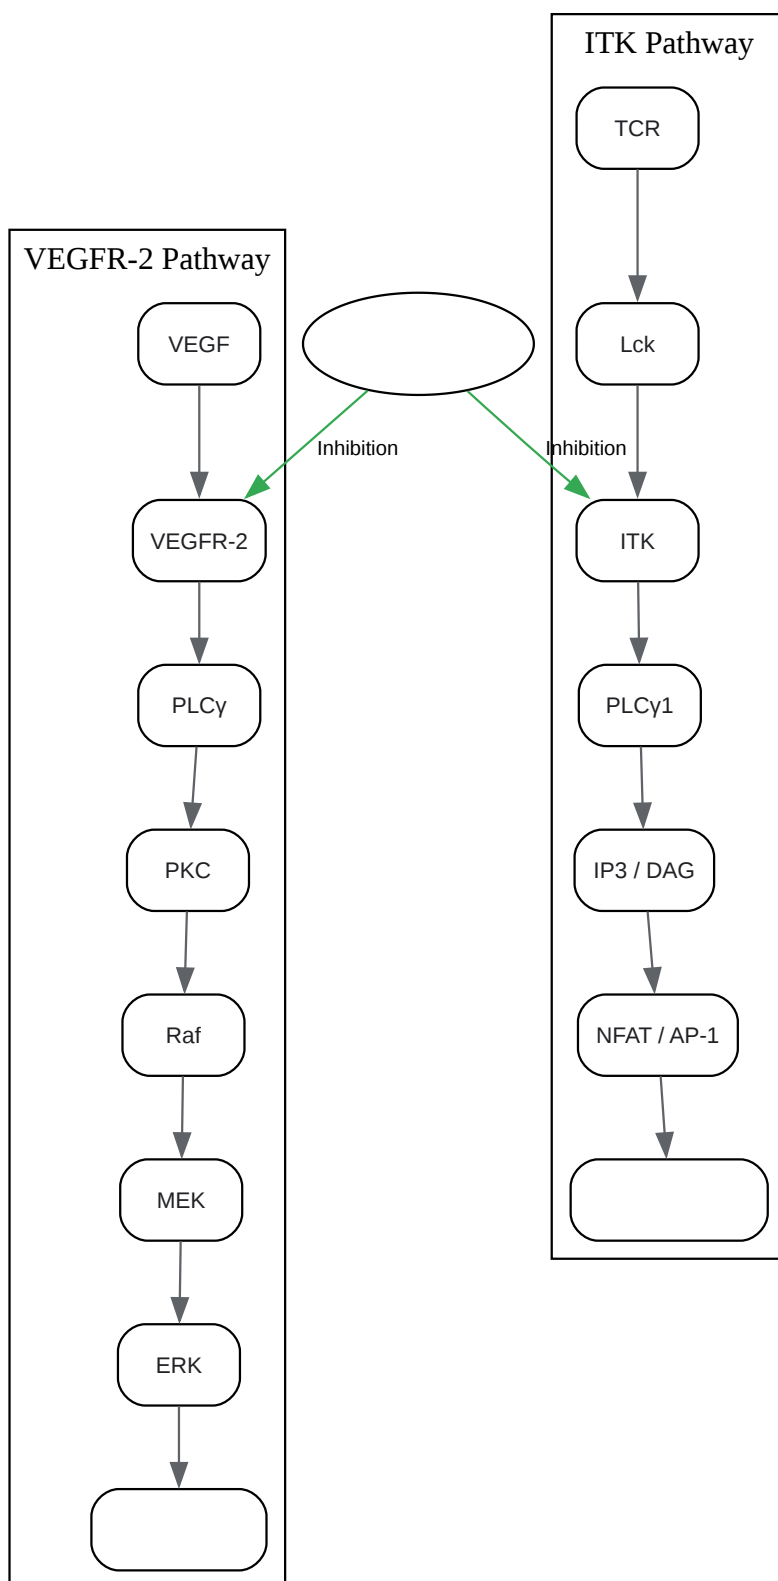 ITK Pathway
TCR
VEGFR-2 Pathway
VEGF
Lck
Inhibition
Inhibition
VEGFR-2
ITK
PLCγ
PLCγ1
PKC
IP3 / DAG
Raf
NFAT / AP-1
MEK
ERK